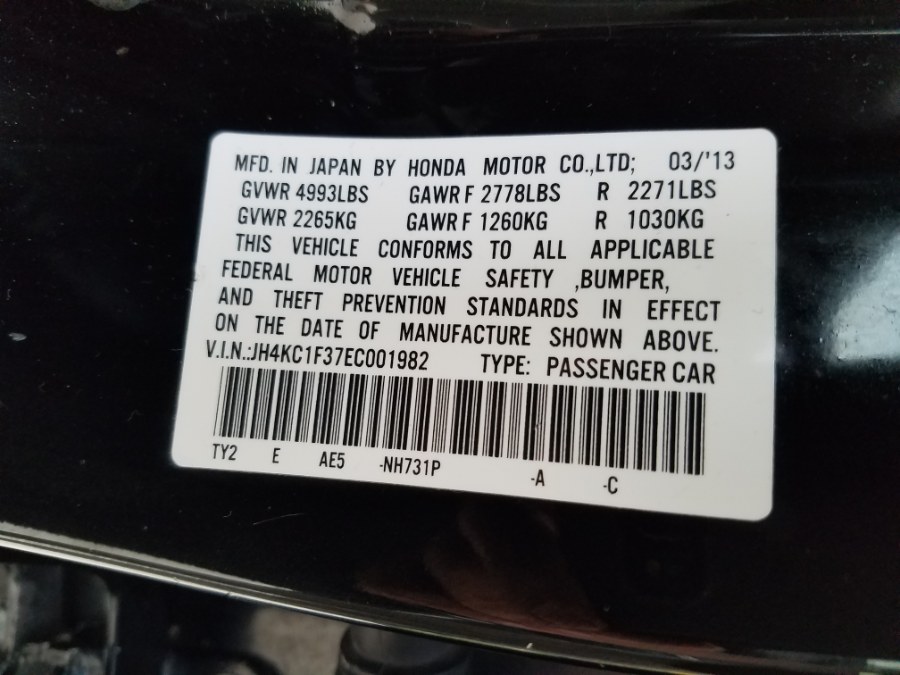 MFD. IN JAPAN BY HONDA MOTOR CO.,LTD; 03/'13
GVWR 4993LBS GAWR F 2778LBS R 2271LBS
GVWR 2265KG GAWR F 1260KG R 1030KG
THIS VEHICLE CONFORMS TO ALL APPLICABLE
FEDERAL MOTOR VEHICLE SAFETY ,BUMPER,
AND THEFT PREVENTION STANDARDS IN EFFECT
ON THE DATE OF MANUFACTURE SHOWN ABOVE.
V.I.N.:JH4KC1F37EC001982 TYPE: PASSENGER CAR
TY2 E AE5 -NH731P -A -C